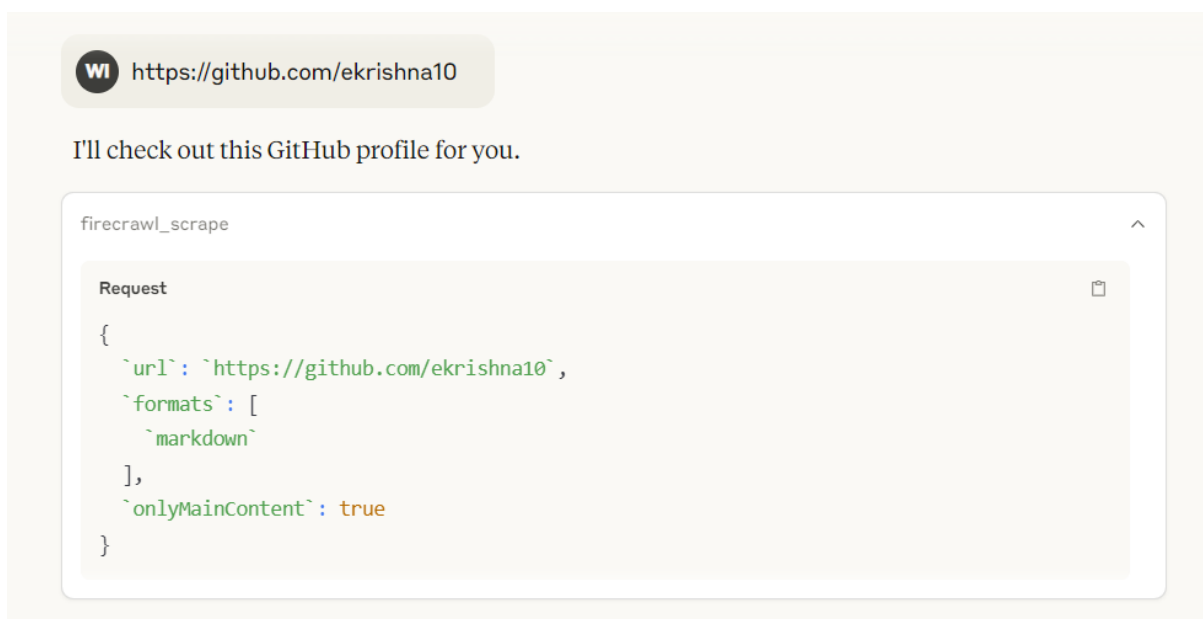 WI https://github.com/ekrishna10
I'll check out this GitHub profile for you.
firecrawl_scrape
Request
{
  `url`: `https://github.com/ekrishna10`,
  `formats`: [
    `markdown`
  ],
  `onlyMainContent`: true
}